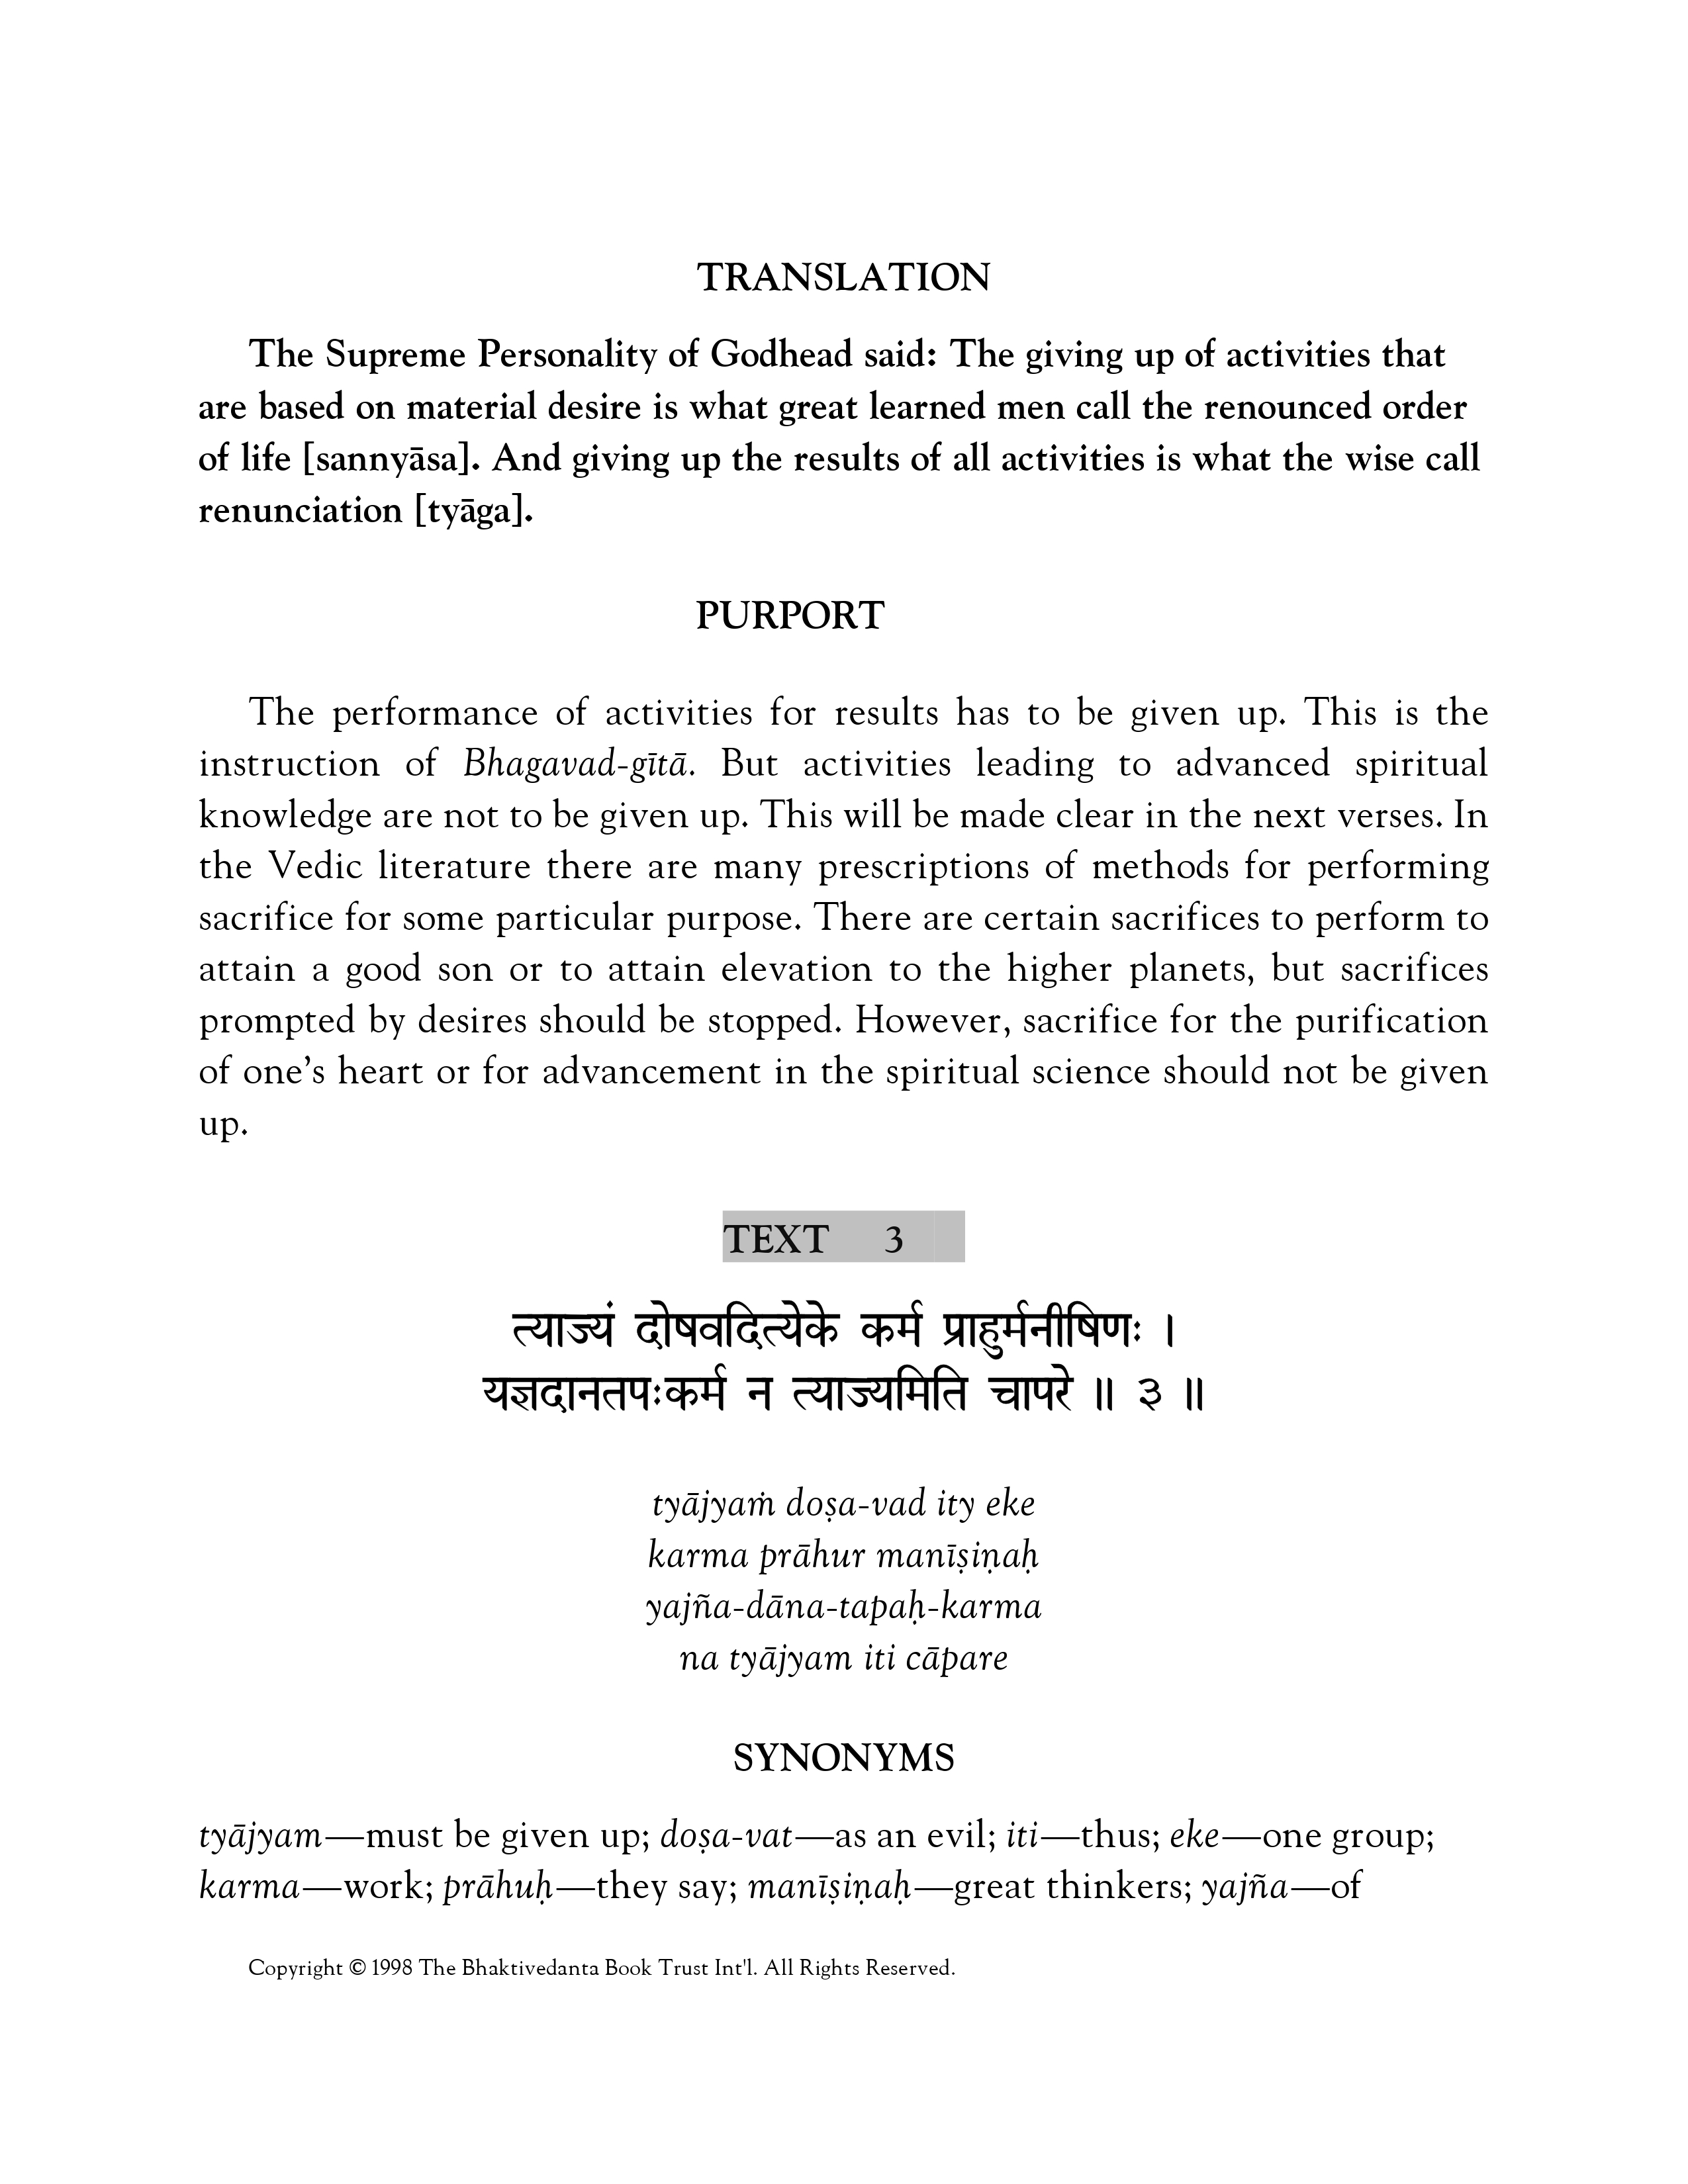 TRANSLATION
The Supreme Personality of Godhead said: The giving up of activities that
are based on material desire is what great learned men call the renounced order
of life [sannyāsa]. And giving up the results of all activities is what the wise call
renunciation [tyāga].
PURPORT
The performance of activities for results has to be given up. This is the
instruction of Bhagavad-gītā. But activities leading to advanced spiritual
knowledge are not to be given up. This will be made clear in the next verses. In
the Vedic literature there are many prescriptions of methods for performing
sacrifice for some particular purpose. There are certain sacrifices to perform to
attain a good son or to attain elevation to the higher planets, but sacrifices
prompted by desires should be stopped. However, sacrifice for the purification
of one’s heart or for advancement in the spiritual science should not be given
up.
TEXT 3
त्याज्यं दोषवदित्येके कर्म प्राहुर्मनीषिणः ।
यज्ञदानतपःकर्म न त्याज्यमिति चापरे ॥ ३ ॥
tyājyaṁ doṣa-vad ity eke
karma prāhur manīṣiṇaḥ
yajña-dāna-tapaḥ-karma
na tyājyam iti cāpare
SYNONYMS
tyājyam—must be given up; doṣa-vat—as an evil; iti—thus; eke—one group;
karma—work; prāhuḥ—they say; manīṣiṇaḥ—great thinkers; yajña—of
Copyright © 1998 The Bhaktivedanta Book Trust Int'l. All Rights Reserved.